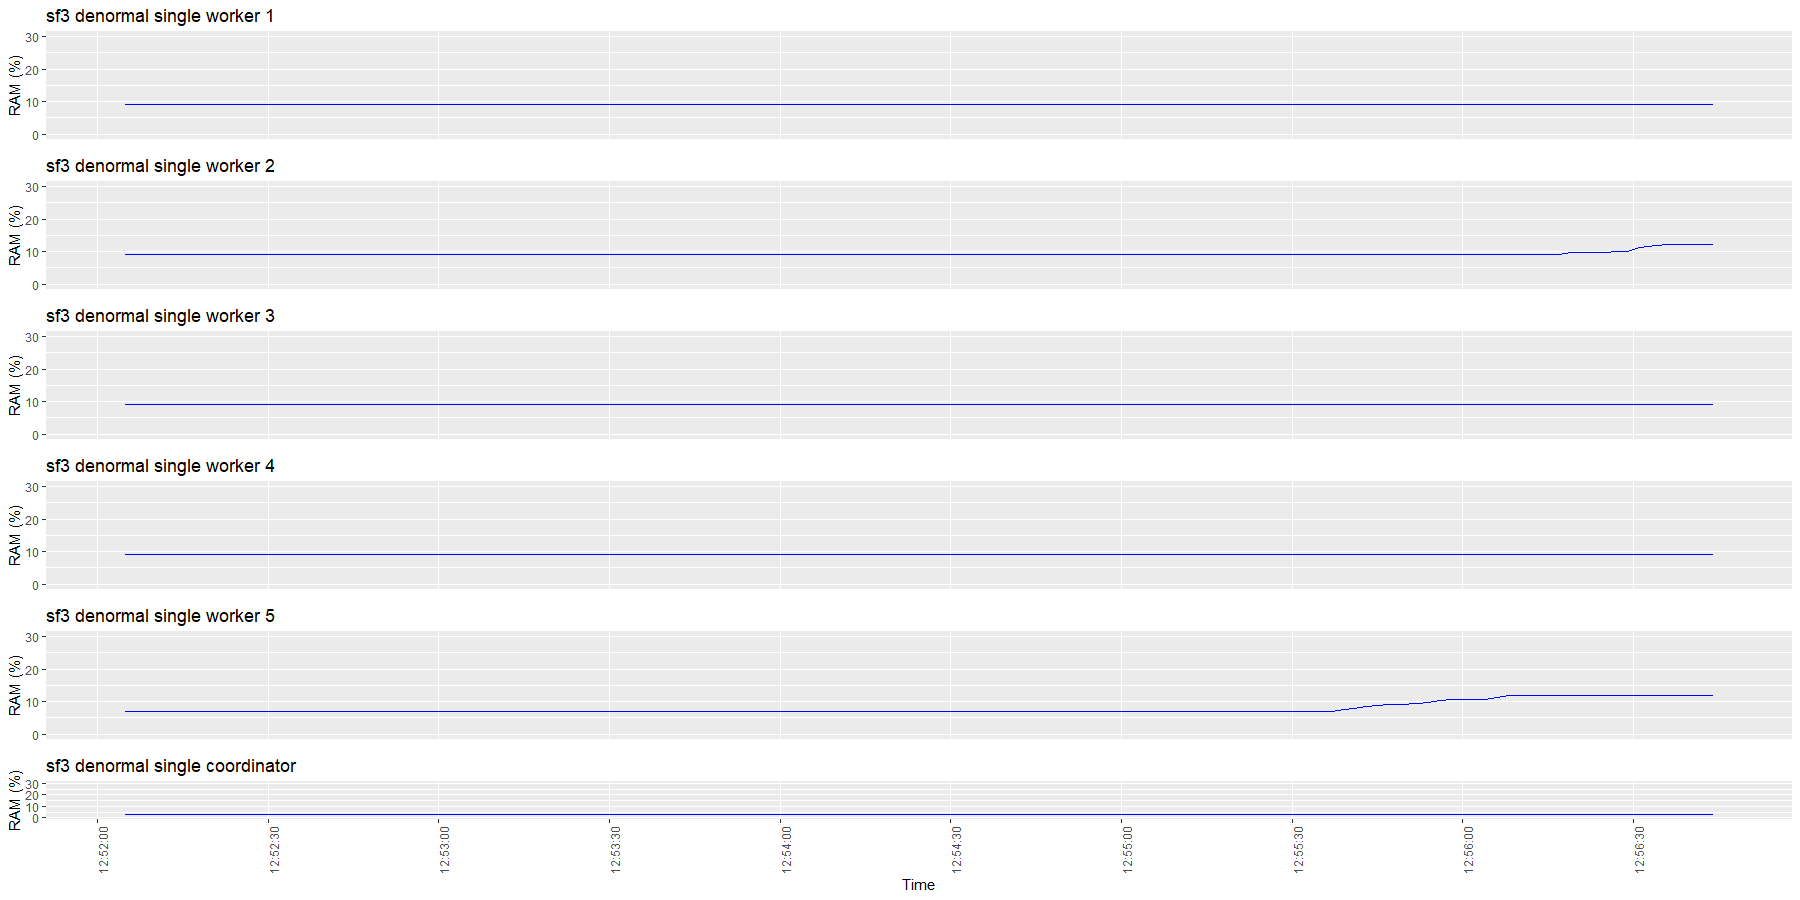 sf3 denormal single worker 1
RAM (%)
30
20
10
0
sf3 denormal single worker 2
RAM (%)
30
20
10
0
sf3 denormal single worker 3
RAM (%)
30
20
10
0
sf3 denormal single worker 4
RAM (%)
30
20
10
0
sf3 denormal single worker 5
RAM (%)
30
20
10
0
sf3 denormal single coordinator
RAM (%)
30
20
10
0
12:52:00
12:52:30
12:53:00
12:53:30
12:54:00
12:54:30
12:55:00
12:55:30
12:56:00
12:56:30
Time